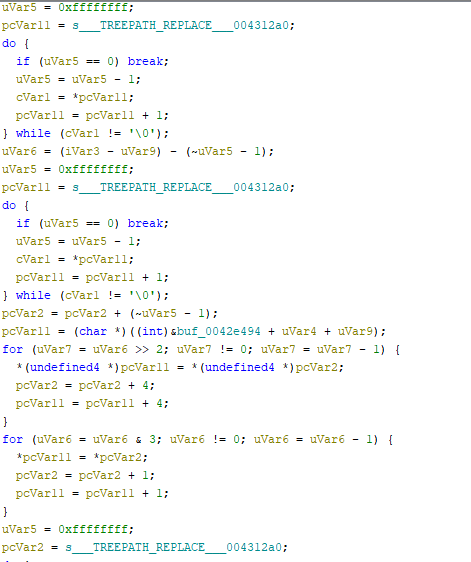 uVar5 = 0xffffffff;
pcVar11 = s___TREEPATH_REPLACE___004312a0;
do {
if (uVar5 == 0) break;
uVar5 = uVar5 - 1;
cVar1 = *pcVar11;
pcVar11 = pcVar11 + 1;
} while (cVar1 != '\0');
uVar6 = (iVar3 - uVar9) - (~uVar5 - 1);
uVar5 = 0xffffffff;
pcVar11 = s___TREEPATH_REPLACE___004312a0;
do {
if (uVar5 == 0) break;
uVar5 = uVar5 - 1;
cVar1 = *pcVar11;
pcVar11 = pcVar11 + 1;
} while (cVar1 != '\0');
pcVar2 = pcVar2 + (~uVar5 - 1);
pcVar11 = (char *)((int)&buf_0042e494 + uVar4 + uVar9);
for (uVar7 = uVar6 >> 2; uVar7 != 0; uVar7 = uVar7 - 1) {
*(undefined4 *)pcVar11 = *(undefined4 *)pcVar2;
pcVar2 = pcVar2 + 4;
pcVar11 = pcVar11 + 4;
}
for (uVar6 = uVar6 & 3; uVar6 != 0; uVar6 = uVar6 - 1) {
*pcVar11 = *pcVar2;
pcVar2 = pcVar2 + 1;
pcVar11 = pcVar11 + 1;
}
uVar5 = 0xffffffff;
pcVar2 = s___TREEPATH_REPLACE___004312a0;